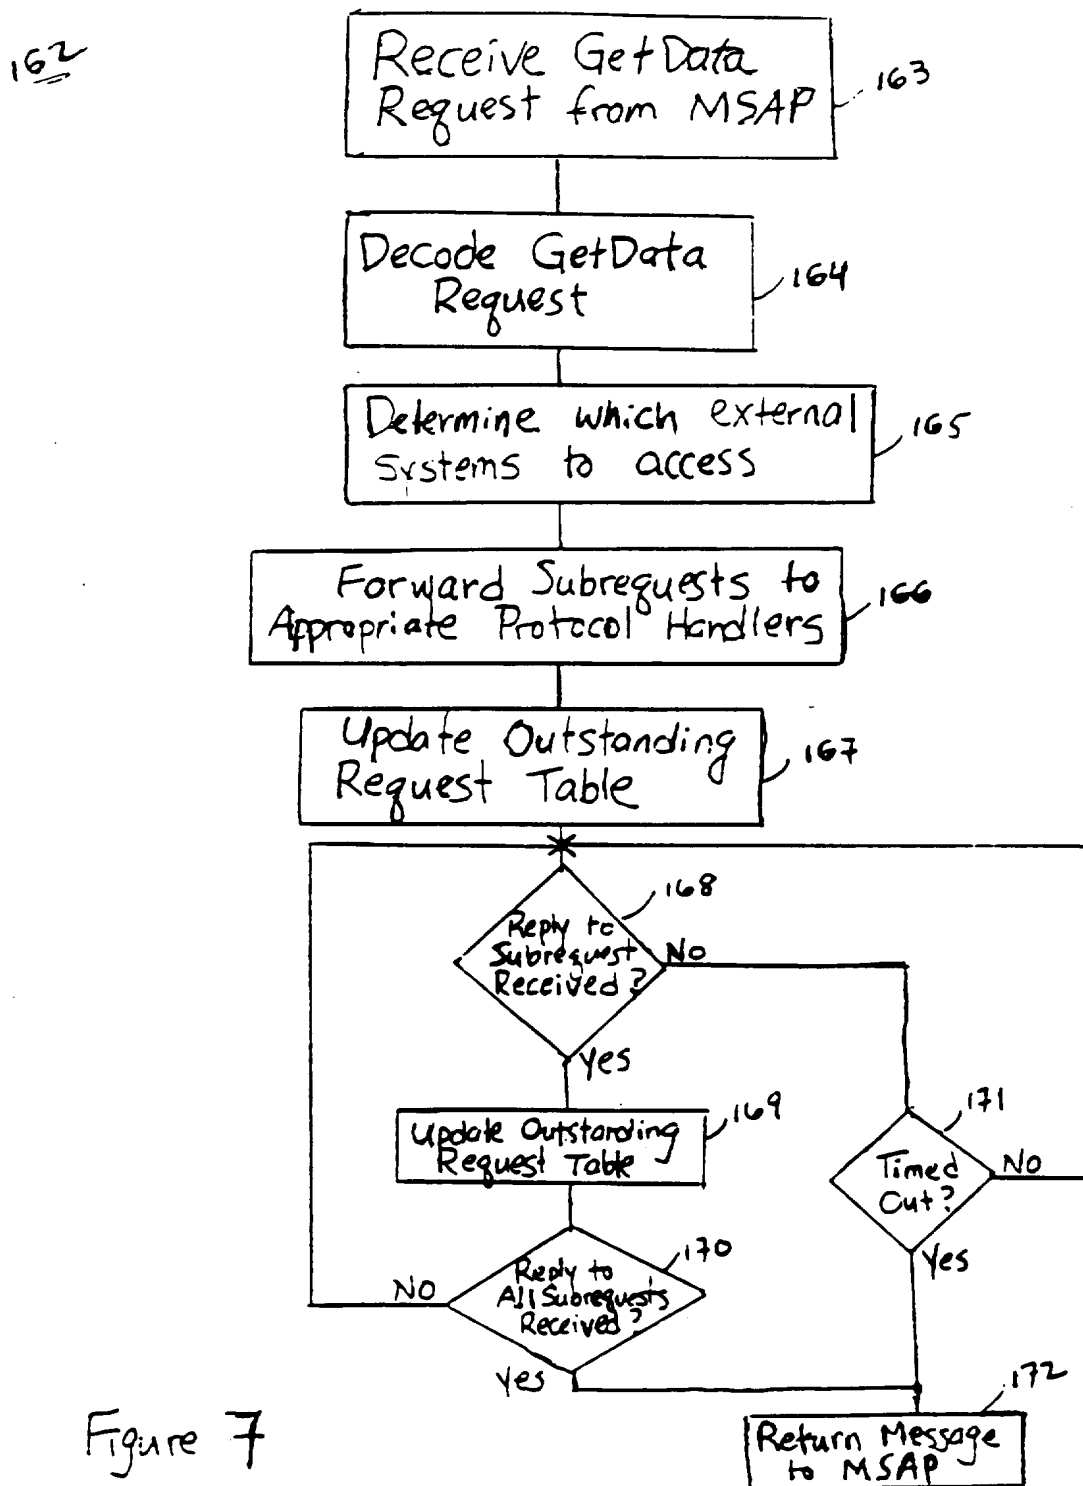 162
Receive GetData
Request from MSAP
163
Decode GetData
Request
164
Determine which external
Systems to access
165
Forward Subrequests to
Appropriate Protocol Handlers
166
Update Outstanding
Request Table
167
168
Reply to
Subrequest
Received?
No
Yes
169
Update Outstanding
Request Table
171
Timed
Out?
No
Yes
170
Reply to
All Subrequests
Received?
No
Yes
172
Return Message
to MSAP
Figure 7